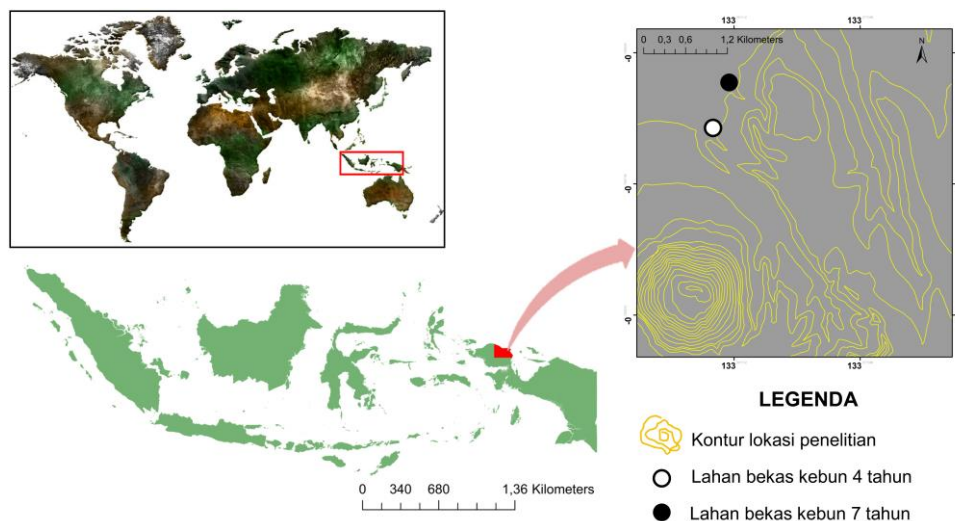 133
133
0 0,3 0,6 1,2 Kilometers
N
-0
-0
-0
133
133
0 340 680 1,36 Kilometers
LEGENDA
Kontur lokasi penelitian
Lahan bekas kebun 4 tahun
Lahan bekas kebun 7 tahun